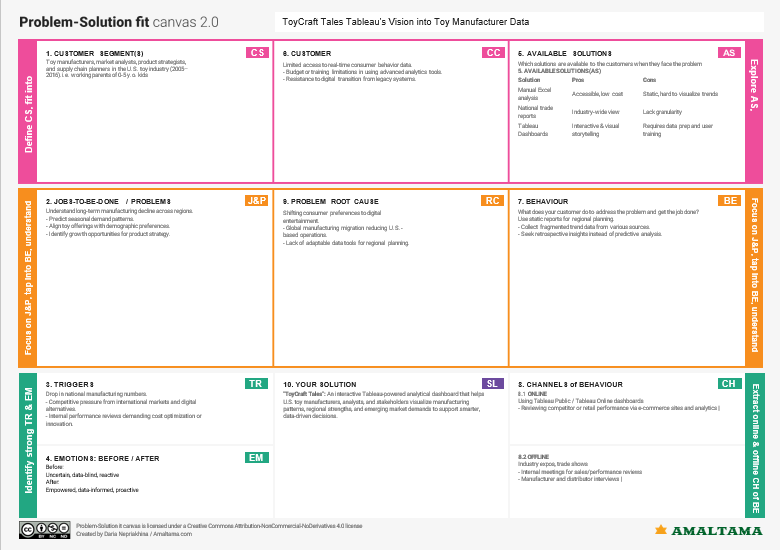 Problem-Solution fit canvas 2.0
ToyCraft Tales Tableau's Vision into Toy Manufacturer Data
Define CS, fit into
1. CUSTOMER SEGMENT(S)
CS
Toy manufacturers, market analysts, product strategists,
and supply chain planners in the U.S. toy industry (2005–
2016). i.e. working parents of 0-5 y.o. kids
6. CUSTOMER
CC
Limited access to real-time consumer behavior data.
- Budget or training limitations in using advanced analytics tools.
- Resistance to digital transition from legacy systems.
5. AVAILABLE SOLUTIONS
AS
Which solutions are available to the customers when they face the problem
5. AVAILABLE SOLUTIONS (AS)
Solution Pros Cons
Manual Excel
analysis
Accessible, low cost
Static, hard to visualize trends
National trade
reports
Industry-wide view
Lack granularity
Tableau
Dashboards
Interactive & visual
storytelling
Requires data prep and user
training
Explore AS,
Focus on J&P, tap into BE, understand
2. JOBS-TO-BE-DONE / PROBLEMS
J&P
Understand long-term manufacturing decline across regions.
- Predict seasonal demand patterns.
- Align toy offerings with demographic preferences.
- Identify growth opportunities for product strategy.
9. PROBLEM ROOT CAUSE
RC
Shifting consumer preferences to digital
entertainment.
- Global manufacturing migration reducing U.S.-
based operations.
- Lack of adaptable data tools for regional planning.
7. BEHAVIOUR
BE
What does your customer do to address the problem and get the job done?
Use static reports for regional planning.
- Collect fragmented trend data from various sources.
- Seek retrospective insights instead of predictive analysis.
Focus on J&P, tap into BE, understand
Identify strong TR & EM
3. TRIGGERS
TR
Drop in national manufacturing numbers.
- Competitive pressure from international markets and digital
alternatives.
- Internal performance reviews demanding cost optimization or
innovation.
4. EMOTIONS: BEFORE / AFTER
EM
Before:
Uncertain, data-blind, reactive
After:
Empowered, data-informed, proactive
10. YOUR SOLUTION
SL
"ToyCraft Tales": An interactive Tableau-powered analytical dashboard that helps
U.S. toy manufacturers, analysts, and stakeholders visualize manufacturing
patterns, regional strengths, and emerging market demands to support smarter,
data-driven decisions.
8. CHANNELS of BEHAVIOUR
CH
8.1 ONLINE
Using Tableau Public / Tableau Online dashboards
- Reviewing competitor or retail performance via e-commerce sites and analytics |
8.2 OFFLINE
Industry expos, trade shows
- Internal meetings for sales/performance reviews
- Manufacturer and distributor interviews |
Extract online & offline CH of BE
CC BY NC ND
Problem-Solution fit canvas is licensed under a Creative Commons Attribution-NonCommercial-NoDerivatives 4.0 license
Created by Daria Nepriakhina / Amaltama.com
AMALTAMA